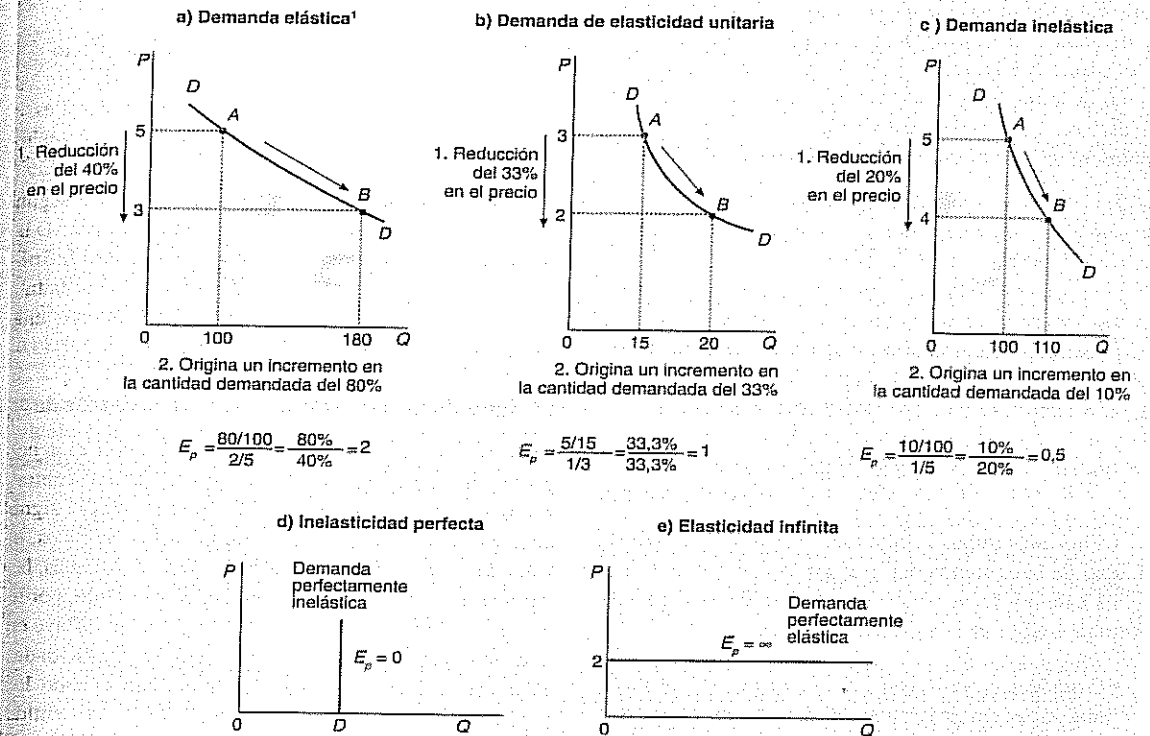 a) Demanda elástica¹
P
D
A
5
1. Reducción
del 40%
en el precio
B
3
D
0
100
180
Q
2. Origina un incremento en
la cantidad demandada del 80%
E_p = 80/100 / 2/5 = 80% / 40% = 2
b) Demanda de elasticidad unitaria
P
D
A
3
1. Reducción
del 33%
en el precio
B
2
D
0
15
20
Q
2. Origina un incremento en
la cantidad demandada del 33%
E_p = 5/15 / 1/3 = 33,3% / 33,3% = 1
c ) Demanda inelástica
P
D
A
5
1. Reducción
del 20%
en el precio
B
4
D
0
100
110
Q
2. Origina un incremento en
la cantidad demandada del 10%
E_p = 10/100 / 1/5 = 10% / 20% = 0,5
d) Inelasticidad perfecta
P
Demanda
perfectamente
inelástica
E_p = 0
0
D
Q
e) Elasticidad infinita
P
Demanda
perfectamente
elástica
E_p = ∞
2
0
Q